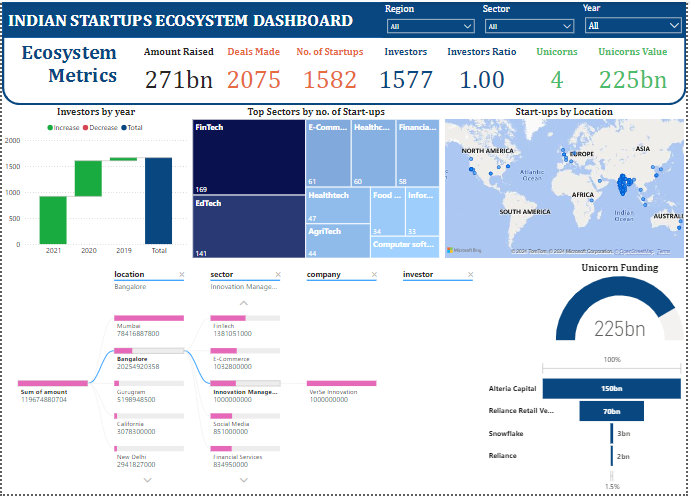 INDIAN STARTUPS ECOSYSTEM DASHBOARD
Region
All
Sector
All
Year
All
Ecosystem
Metrics
Amount Raised
271bn
Deals Made
2075
No. of Startups
1582
Investors
1577
Investors Ratio
1.00
Unicorns
4
Unicorns Value
225bn
Investors by year
Increase Decrease Total
2000
1500
1000
500
0
2021
2020
2019
Total
Top Sectors by no. of Start-ups
FinTech
169
EdTech
141
E-Comm...
61
Healthc...
60
Financia...
58
Healthtech
47
AgriTech
44
Food ...
34
Infor...
33
Computer soft...
Start-ups by Location
NORTH AMERICA
EUROPE
ASIA
Atlantic
Ocean
AFRICA
SOUTH AMERICA
Indian
Ocean
AUSTRALI
Microsoft Bing
© 2024 TomTom, © 2024 Microsoft Corporation, © OpenStreetMap Terms
location
Bangalore
sector
Innovation Manage...
company
investor
Sum of amount
119674880704
Mumbai
78416887800
Bangalore
20254920358
Gurugram
5198948500
California
3078300000
New Delhi
2941827000
FinTech
1381051000
E-Commerce
1032800000
Innovation Manage...
1000000000
Social Media
851000000
Financial Services
834950000
VerSe Innovation
1000000000
Unicorn Funding
225bn
100%
Alteria Capital
150bn
Reliance Retail Ve...
70bn
Snowflake
3bn
Reliance
2bn
1.5%